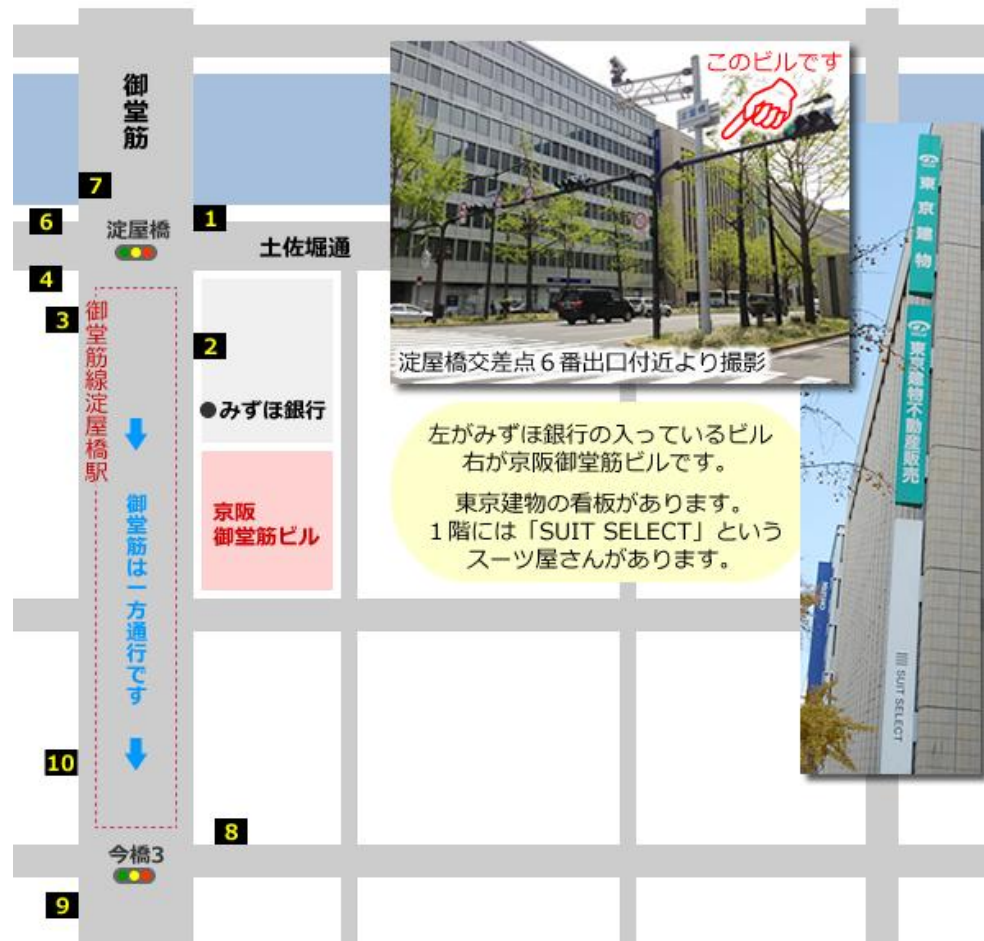 御堂筋
このビルです
7
6
淀屋橋
1
土佐堀通
4
3
御堂筋線淀屋橋駅
2
●みずほ銀行
淀屋橋交差点6番出口付近より撮影
東京建物
東京建物不動産販売
SUIT SELECT
左がみずほ銀行の入っているビル
右が京阪御堂筋ビルです。
東京建物の看板があります。
1階には「SUIT SELECT」という
スーツ屋さんがあります。
京阪
御堂筋ビル
御堂筋は一方通行です
10
8
今橋3
9